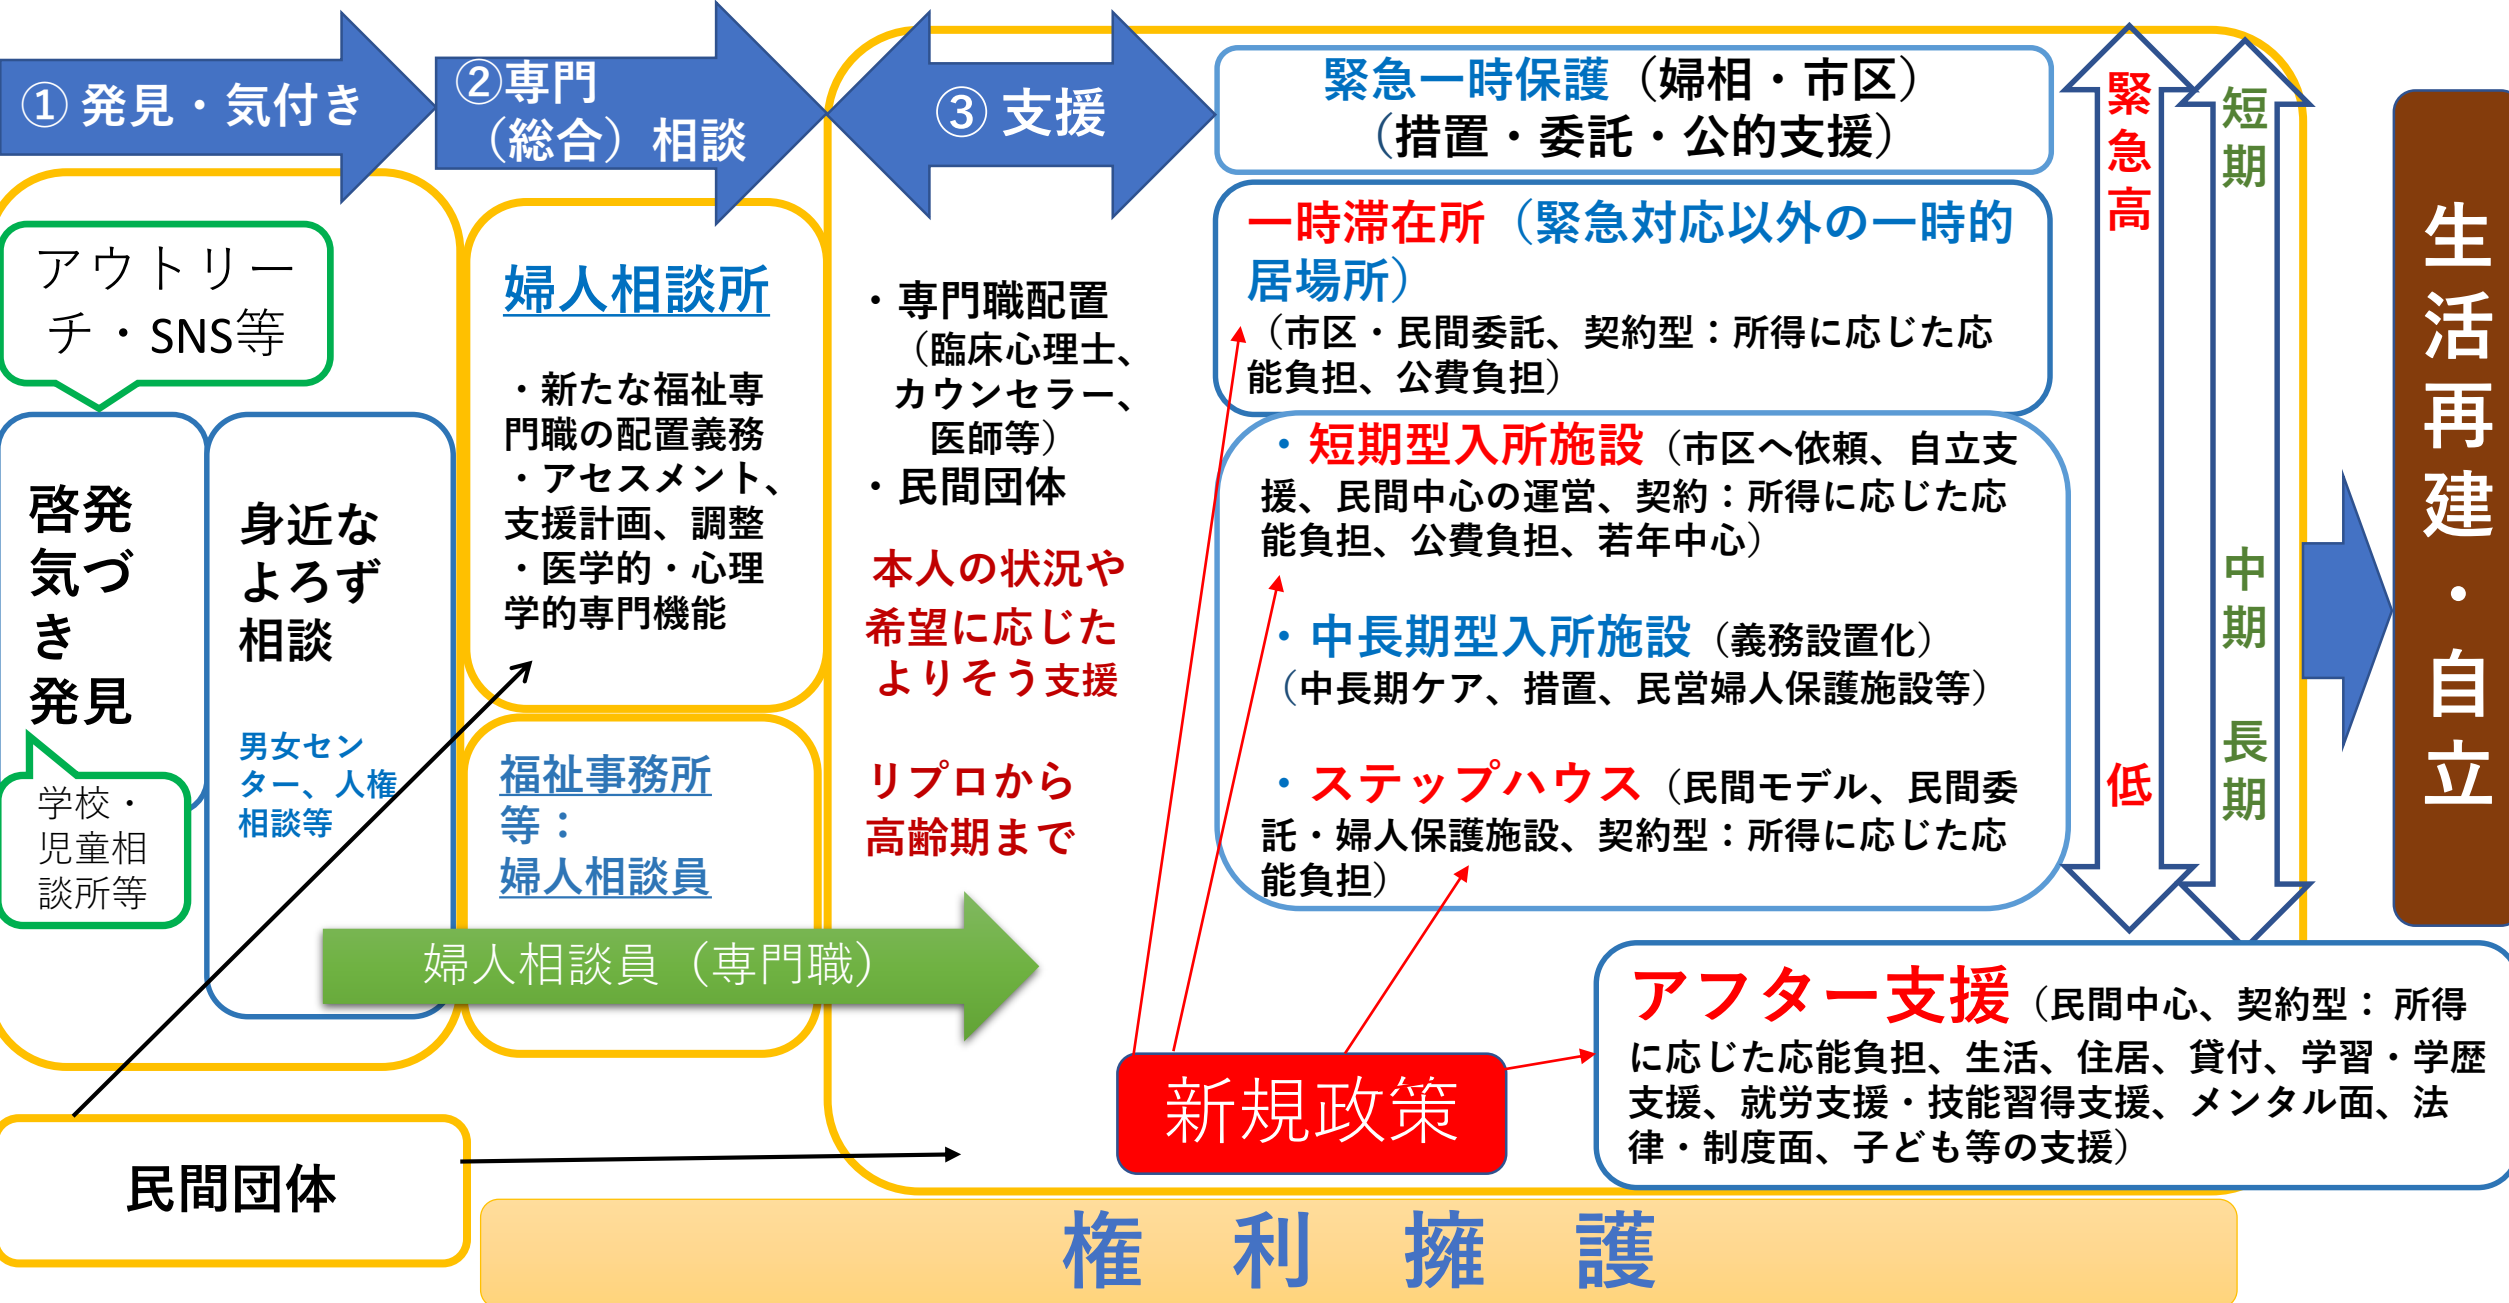 ① 発見・気付き
②専門
（総合）相談
③ 支援
アウトリー
チ・SNS等
啓発
気づ
き
発見
身近な
よろず
相談
男女セン
ター、人権
相談等
学校・
児童相
談所等
民間団体
婦人相談所
・新たな福祉専
門職の配置義務
・アセスメント、
支援計画、調整
・医学的・心理
学的専門機能
福祉事務所
等：
婦人相談員
婦人相談員（専門職）
・専門職配置
（臨床心理士、
カウンセラー、
医師等）
・民間団体
本人の状況や
希望に応じた
よりそう支援
リプロから
高齢期まで
緊急一時保護（婦相・市区）
（措置・委託・公的支援）
一時滞在所（緊急対応以外の一時的
居場所）
（市区・民間委託、契約型：所得に応じた応
能負担、公費負担）
・短期型入所施設（市区へ依頼、自立支
援、民間中心の運営、契約：所得に応じた応
能負担、公費負担、若年中心）
・中長期型入所施設（義務設置化）
（中長期ケア、措置、民営婦人保護施設等）
・ステップハウス（民間モデル、民間委
託・婦人保護施設、契約型：所得に応じた応
能負担）
緊急高
低
短期
中期
長期
生活再建・自立
新規政策
アフター支援（民間中心、契約型： 所得
に応じた応能負担、生活、住居、貸付、学習・学歴
支援、就労支援・技能習得支援、メンタル面、法
律・制度面、子ども等の支援）
権 利 擁 護